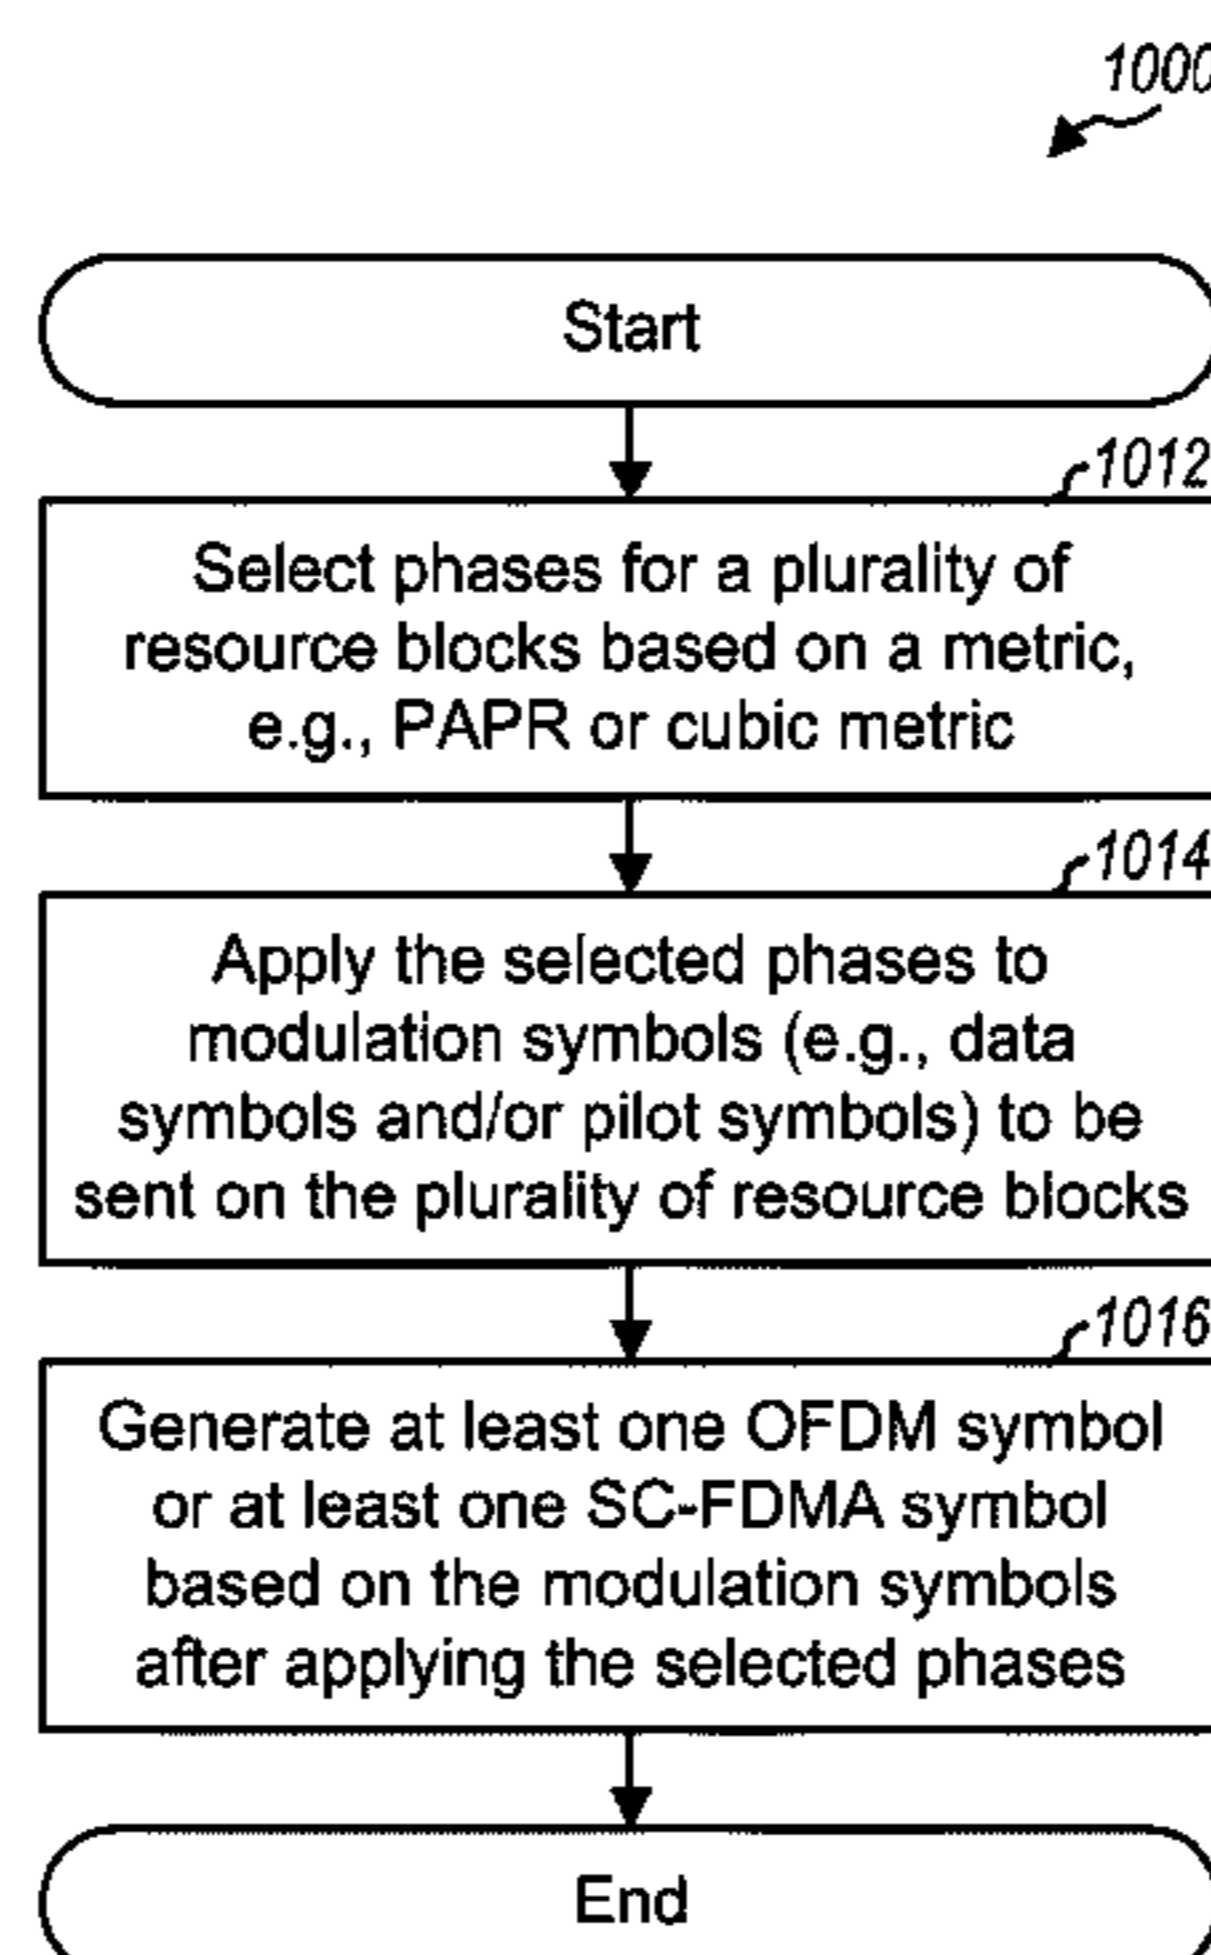 1000
Start
1012
Select phases for a plurality of
resource blocks based on a metric,
e.g., PAPR or cubic metric
1014
Apply the selected phases to
modulation symbols (e.g., data
symbols and/or pilot symbols) to be
sent on the plurality of resource blocks
1016
Generate at least one OFDM symbol
or at least one SC-FDMA symbol
based on the modulation symbols
after applying the selected phases
End